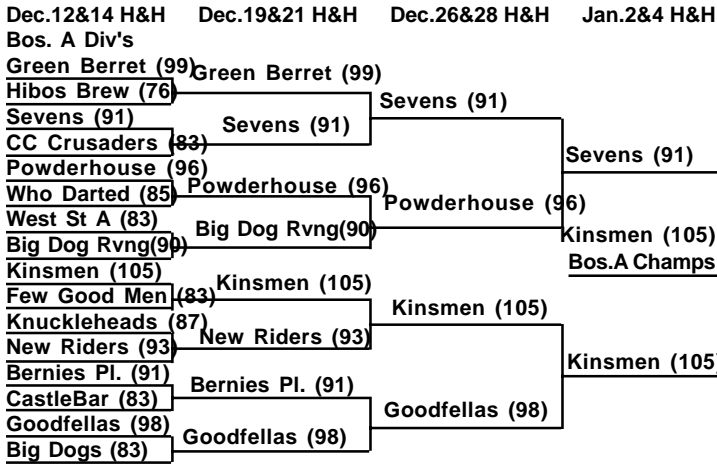 Dec.12&14 H&H Dec.19&21 H&H Dec.26&28 H&H Jan.2&4 H&H
Bos. A Div's
Green Berret (99)
Hibos Brew (76)
Sevens (91)
CC Crusaders (83)
Powderhouse (96)
Who Darted (85)
West St A (83)
Big Dog Rvng(90)
Kinsmen (105)
Few Good Men (83)
Knuckleheads (87)
New Riders (93)
Bernies Pl. (91)
CastleBar (83)
Goodfellas (98)
Big Dogs (83)
Green Berret (99)
Sevens (91)
Powderhouse (96)
Big Dog Rvng(90)
Kinsmen (105)
New Riders (93)
Bernies Pl. (91)
Goodfellas (98)
Sevens (91)
Powderhouse (96)
Kinsmen (105)
Goodfellas (98)
Sevens (91)
Kinsmen (105)
Bos.A Champs
Kinsmen (105)